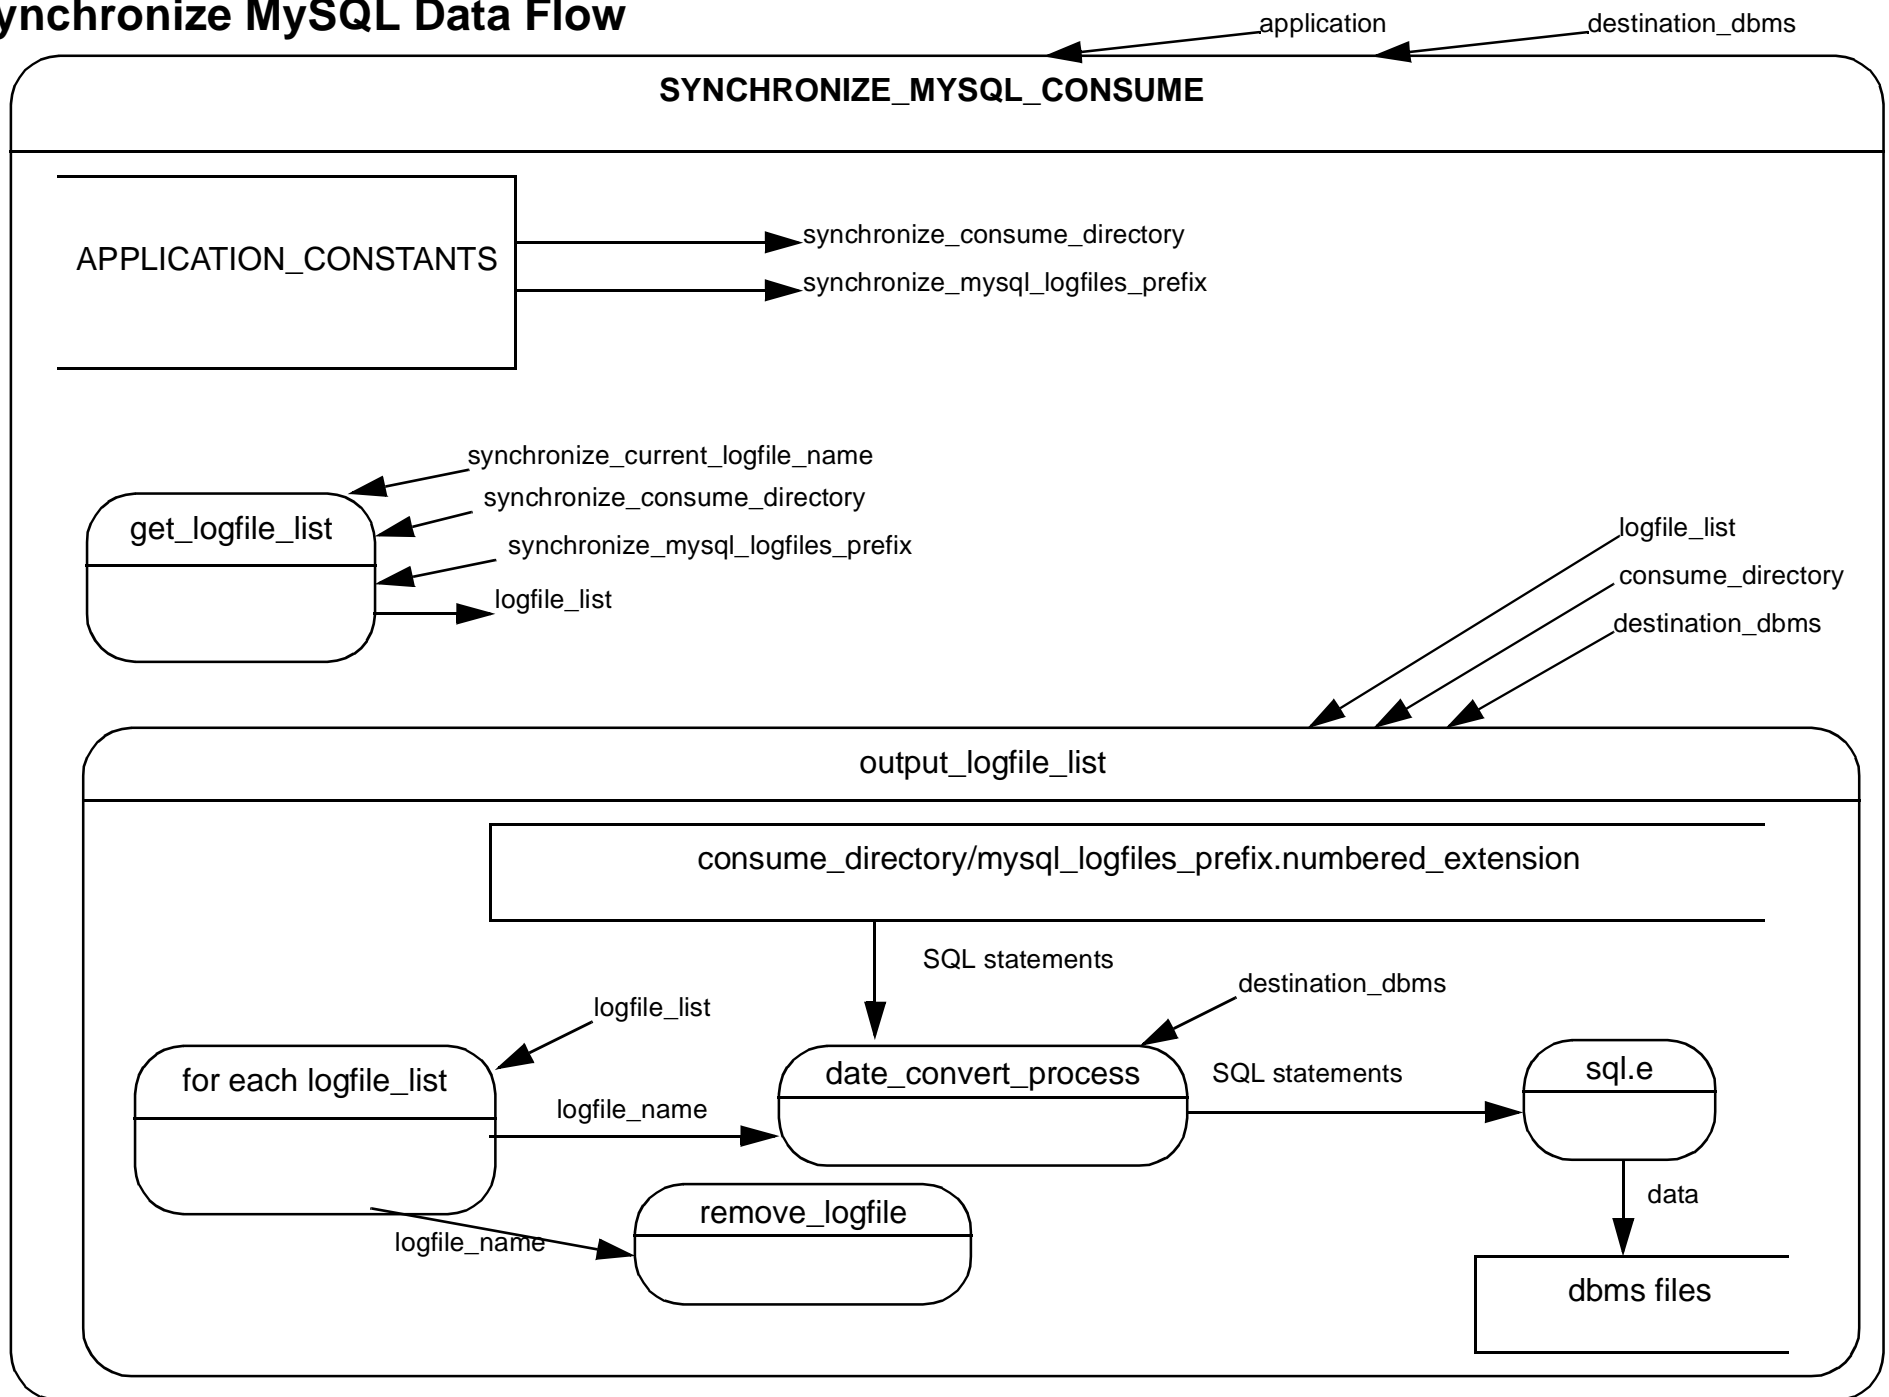 ynchronize MySQL Data Flow
application
destination_dbms
SYNCHRONIZE_MYSQL_CONSUME
APPLICATION_CONSTANTS
synchronize_consume_directory
synchronize_mysql_logfiles_prefix
synchronize_current_logfile_name
synchronize_consume_directory
get_logfile_list
synchronize_mysql_logfiles_prefix
logfile_list
logfile_list
consume_directory
destination_dbms
output_logfile_list
consume_directory/mysql_logfiles_prefix.numbered_extension
SQL statements
destination_dbms
logfile_list
for each logfile_list
date_convert_process
SQL statements
sql.e
logfile_name
data
remove_logfile
logfile_name
dbms files